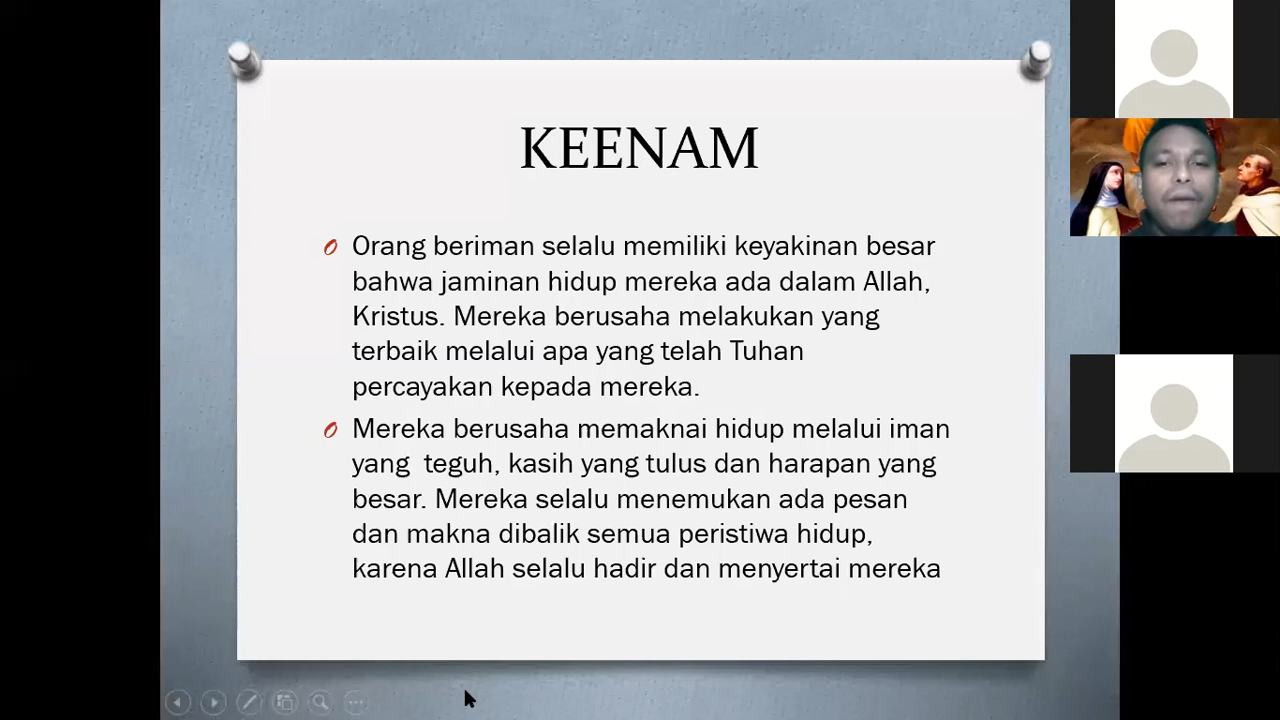 KEENAM
Orang beriman selalu memiliki keyakinan besar
bahwa jaminan hidup mereka ada dalam Allah,
Kristus. Mereka berusaha melakukan yang
terbaik melalui apa yang telah Tuhan
percayakan kepada mereka.
Mereka berusaha memaknai hidup melalui iman
yang  teguh, kasih yang tulus dan harapan yang
besar. Mereka selalu menemukan ada pesan
dan makna dibalik semua peristiwa hidup,
karena Allah selalu hadir dan menyertai mereka